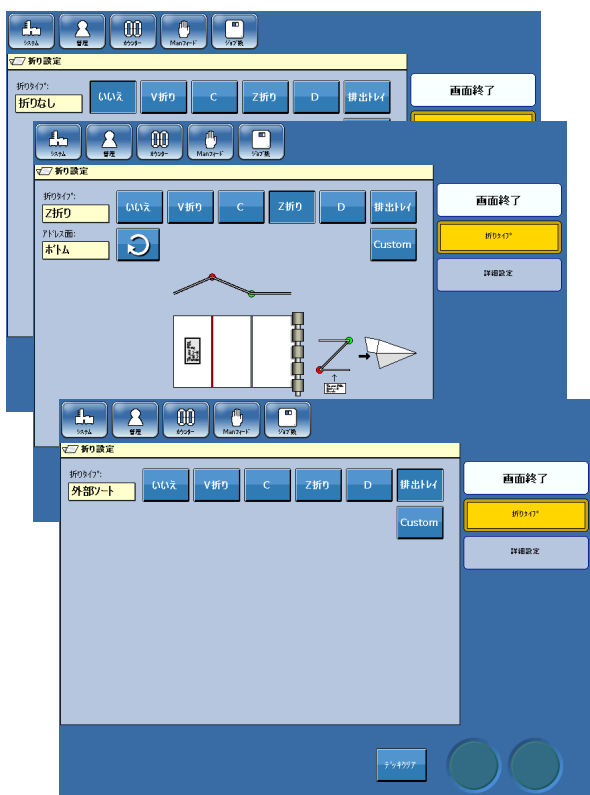 システム 管理 カウンター Manフィード ジョブ後
折り設定
折りタイプ:
折りなし
いいえ V折り C Z折り D 排出トレイ
画面終了
システム 管理 カウンター Manフィード ジョブ後
折り設定
折りタイプ:
Z折り
いいえ V折り C Z折り D 排出トレイ
画面終了
アドレス面:
ボトム
Custom
折りタイプ
詳細設定
システム 管理 カウンター Manフィード ジョブ後
折り設定
折りタイプ:
外部ソート
いいえ V折り C Z折り D 排出トレイ
画面終了
Custom
折りタイプ
詳細設定
デッキクリア